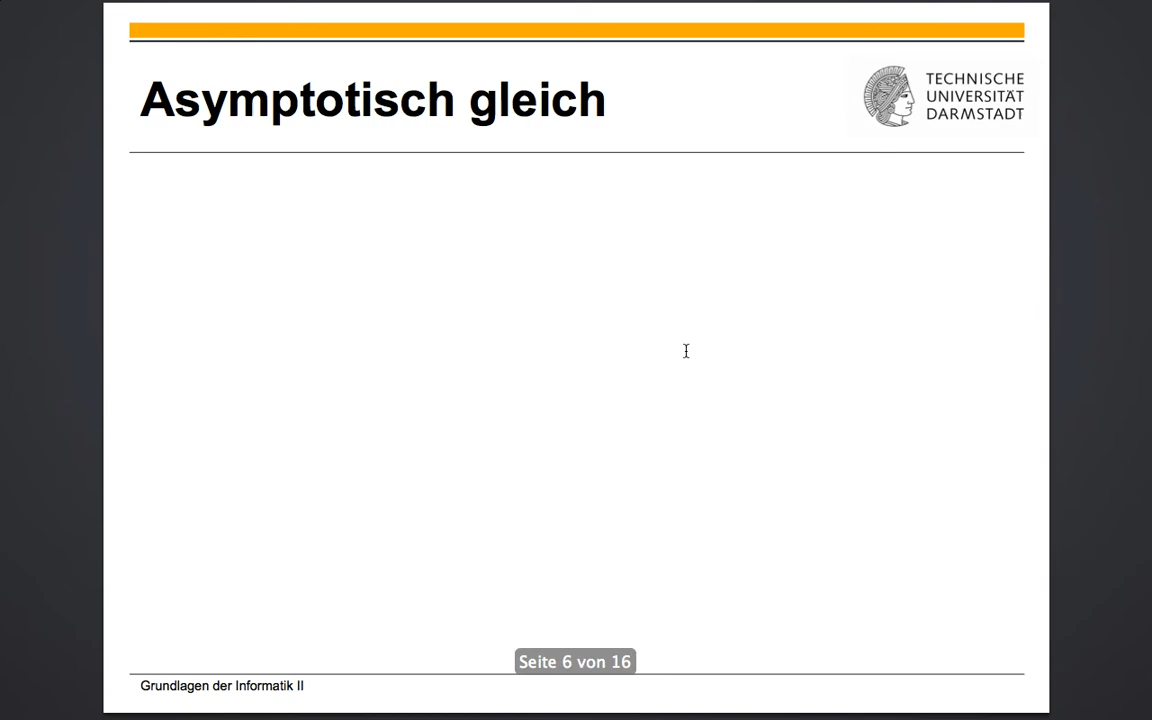 Asymptotisch gleich
TECHNISCHE
UNIVERSITÄT
DARMSTADT
Seite 6 von 16
Grundlagen der Informatik II